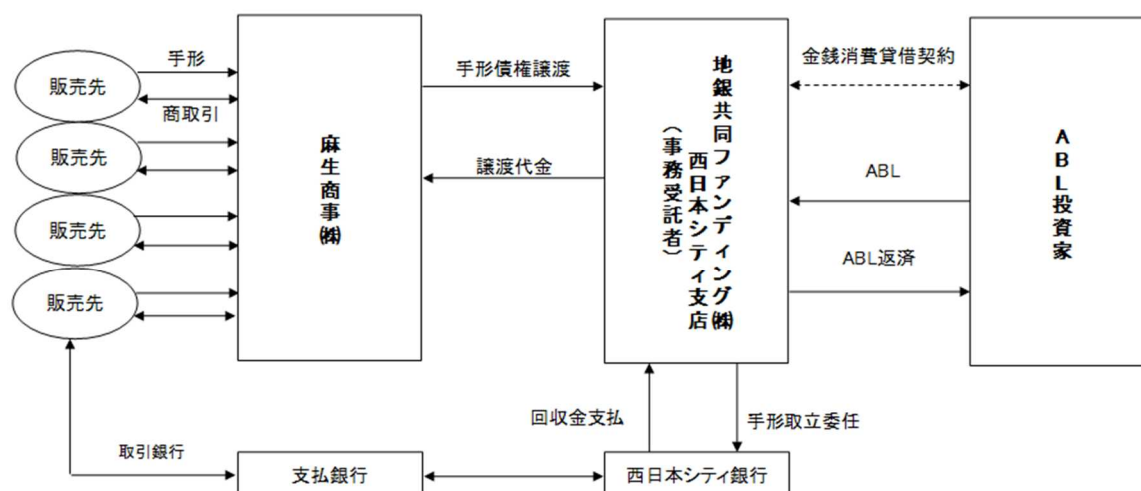 販売先
販売先
販売先
販売先
手形
商取引
麻生商事㈱
手形債権譲渡
譲渡代金
地銀共同ファンディング㈱
西日本シティ支店
(事務受託者)
金銭消費貸借契約
ABL
ABL返済
ABL投資家
回収金支払
手形取立委任
取引銀行
支払銀行
西日本シティ銀行